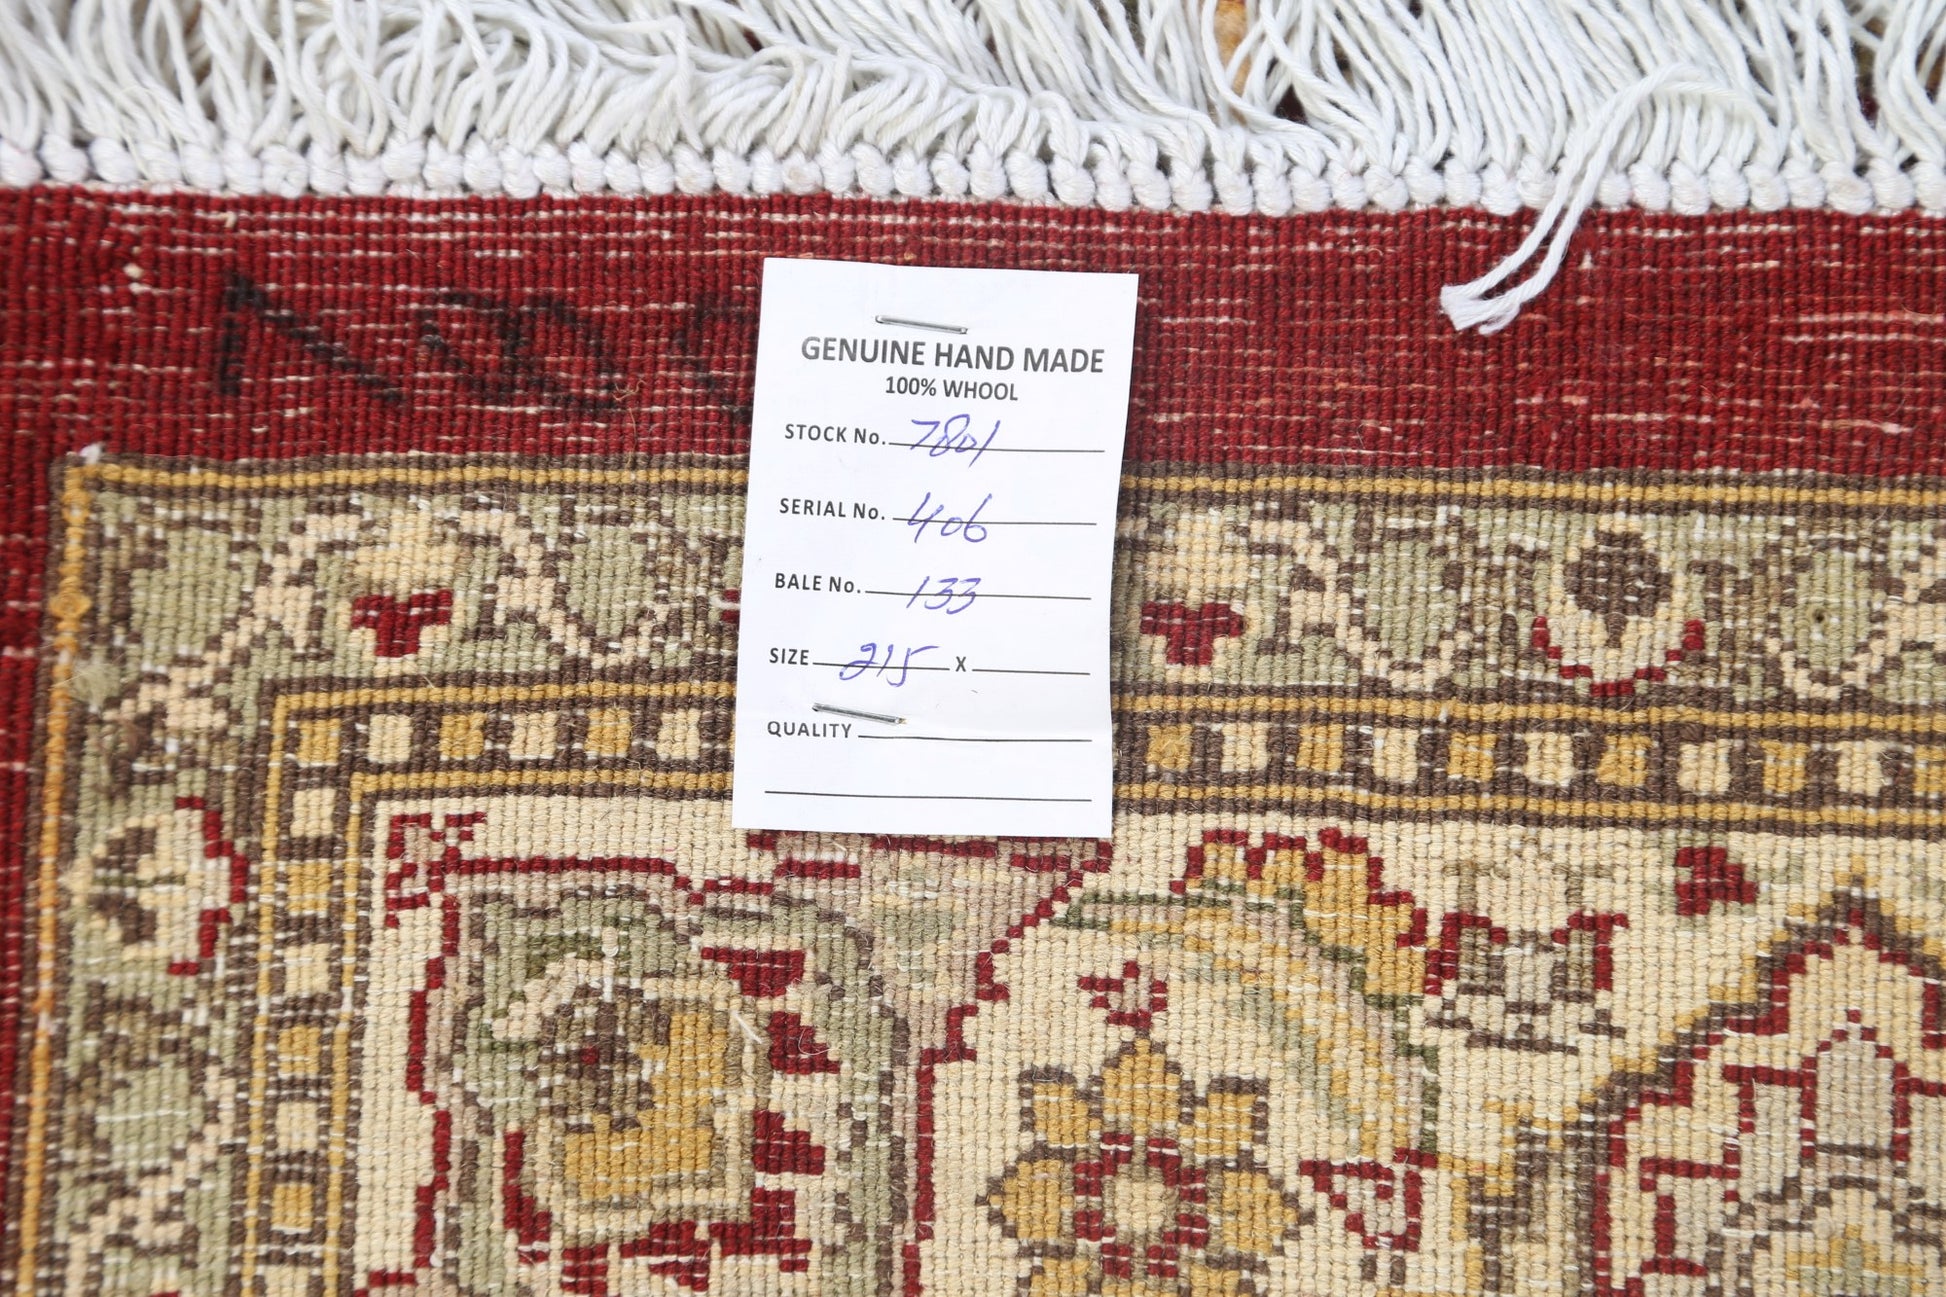 GENUINE HAND MADE
100% WHOOL
STOCK No. 7801
SERIAL No. 406
BALE No. 133
SIZE 215 X
QUALITY